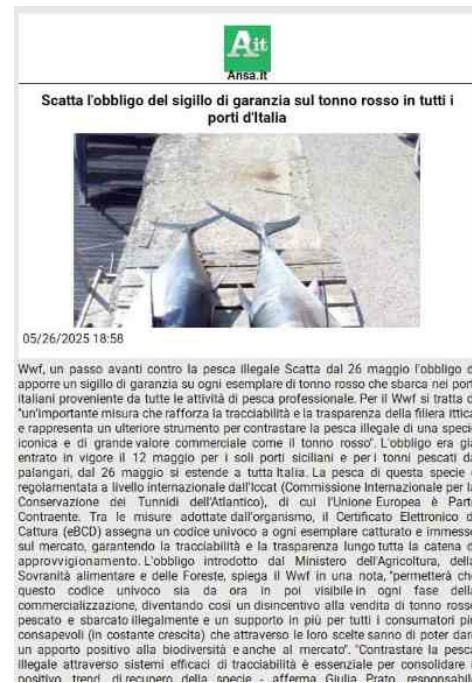 Ait
Ansa.it
Scatta l'obbligo del sigillo di garanzia sul tonno rosso in tutti i
porti d'Italia
05/26/2025 18:58
Wwf, un passo avanti contro la pesca illegale Scatta dal 26 maggio l'obbligo d
apporre un sigillo di garanzia su ogni esemplare di tonno rosso che sbarca nei port
italiani proveniente da tutte le attività di pesca professionale. Per il Wwf si tratta d
"un'importante misura che rafforza la tracciabilità e la trasparenza della filiera ittica
e rappresenta un ulteriore strumento per contrastare la pesca illegale di una speci
iconica e di grande valore commerciale come il tonno rosso". L'obbligo era già
entrato in vigore il 12 maggio per i soli porti siciliani e per i tonni pescati da
palangari, dal 26 maggio si estende a tutta Italia. La pesca di questa specie
regolamentata a livello internazionale dall'Iccat (Commissione Internazionale per la
Conservazione dei Tunnidi dell'Atlantico), di cui l'Unione Europea è Parte
Contraente. Tra le misure adottate dall'organismo, il Certificato Elettronico d
Cattura (eBCD) assegna un codice univoco a ogni esemplare catturato e immesso
sul mercato, garantendo la tracciabilità e la trasparenza lungo tutta la catena d
approvvigionamento. L'obbligo introdotto dal Ministero dell'Agricoltura, della
Sovranità alimentare e delle Foreste, spiega il Wwf in una nota, "permetterà che
questo codice univoco sia da ora in poi visibile in ogni fase della
commercializzazione, diventando così un disincentivo alla vendita di tonno rosso
pescato e sbarcato illegalmente e un supporto in più per tutti i consumatori più
consapevoli (in costante crescita) che attraverso le loro scelte sanno di poter dare
un apporto positivo alla biodiversità e anche al mercato". "Contrastare la pesca
illegale attraverso sistemi efficaci di tracciabilità è essenziale per consolidare i
positivo trend di recupero della specie - afferma Giulia Prato, responsabil